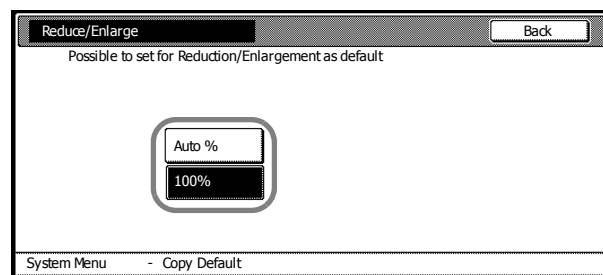 Reduce/Enlarge Back
Possible to set for Reduction/Enlargement as default
Auto %
100%
System Menu - Copy Default